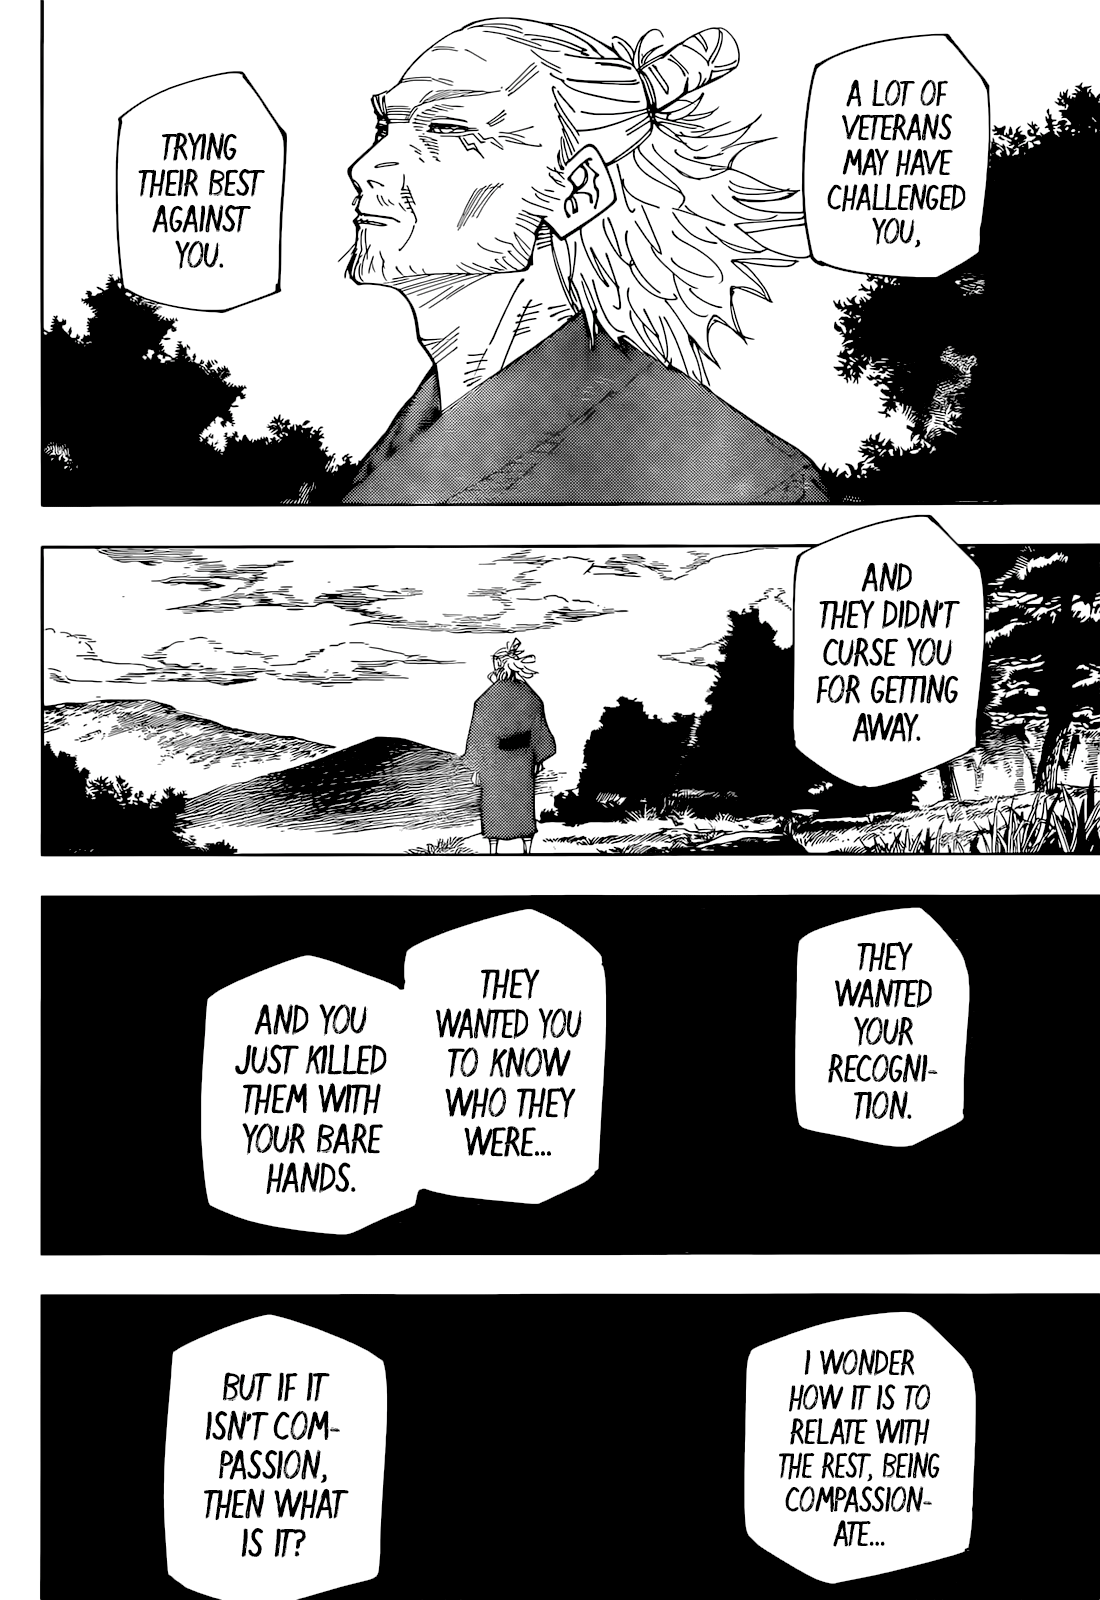 A LOT OF
VETERANS
MAY HAVE
CHALLENGED
YOU,
TRYING
THEIR BEST
AGAINST
YOU.
AND
THEY DIDN'T
CURSE YOU
FOR GETTING
AWAY.
THEY
WANTED
YOUR
RECOGNI-
TION.
THEY
WANTED YOU
TO KNOW
WHO THEY
WERE...
AND YOU
JUST KILLED
THEM WITH
YOUR BARE
HANDS.
I WONDER
HOW IT IS TO
RELATE WITH
THE REST, BEING
COMPASSION-
ATE...
BUT IF IT
ISN'T COM-
PASSION,
THEN WHAT
IS IT?